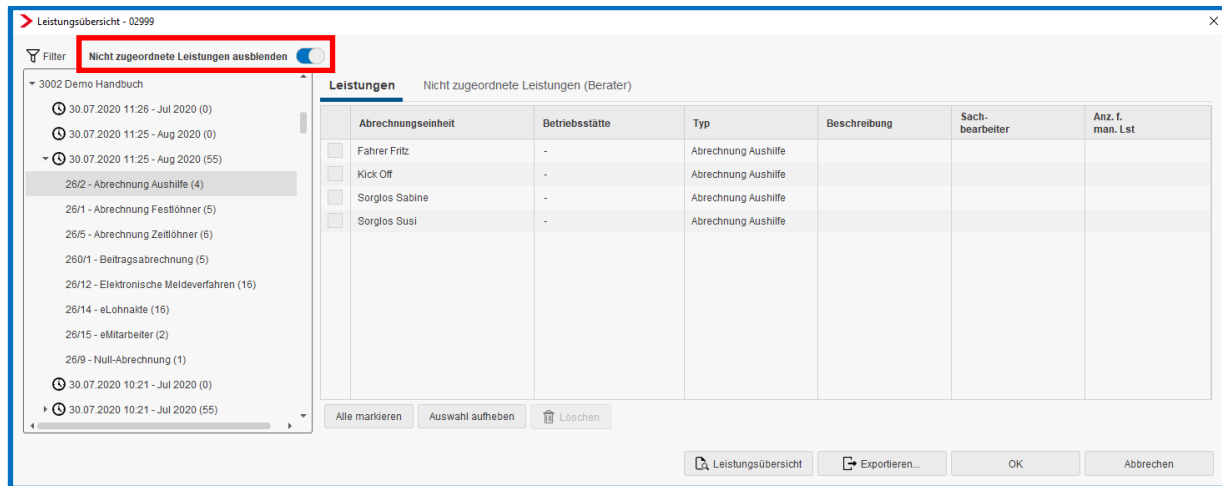 Leistungsübersicht - 02999
Filter
Nicht zugeordnete Leistungen ausblenden
3002 Demo Handbuch
30.07.2020 11:26 - Jul 2020 (0)
30.07.2020 11:25 - Aug 2020 (0)
30.07.2020 11:25 - Aug 2020 (55)
26/2 - Abrechnung Aushilfe (4)
26/1 - Abrechnung Festlöhner (5)
26/5 - Abrechnung Zeitlöhner (6)
260/1 - Beitragsabrechnung (5)
26/12 - Elektronische Meldeverfahren (16)
26/14 - eLohnakte (16)
26/15 - eMitarbeiter (2)
26/9 - Null-Abrechnung (1)
30.07.2020 10:21 - Jul 2020 (0)
30.07.2020 10:21 - Jul 2020 (55)
Leistungen Nicht zugeordnete Leistungen (Berater)
Abrechnungseinheit Betriebsstätte Typ Beschreibung Sach-
bearbeiter Anz. f.
man. Lst
Fahrer Fritz - Abrechnung Aushilfe
Kick Off - Abrechnung Aushilfe
Sorglos Sabine - Abrechnung Aushilfe
Sorglos Susi - Abrechnung Aushilfe
Alle markieren Auswahl aufheben Löschen
Leistungsübersicht Exportieren... OK Abbrechen